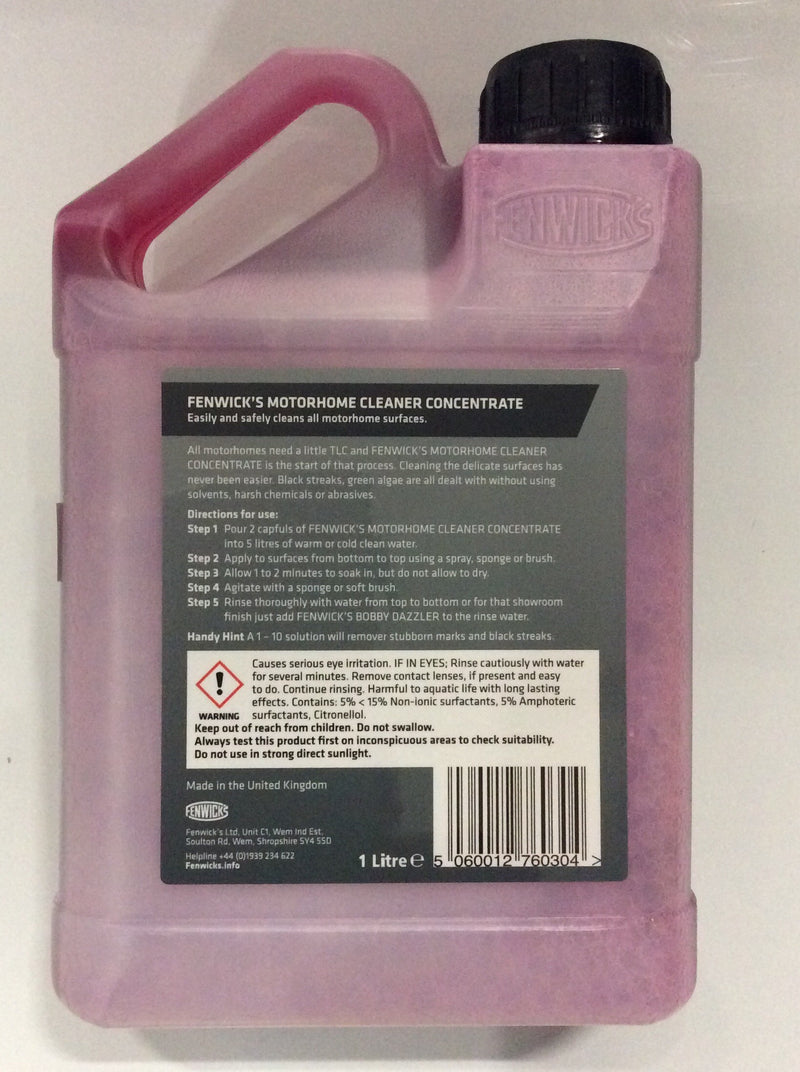 FENWICK'S
FENWICK'S MOTORHOME CLEANER CONCENTRATE
Easily and safely cleans all motorhome surfaces.
All motorhomes need a little TLC and FENWICK'S MOTORHOME CLEANER
CONCENTRATE is the start of that process. Cleaning the delicate surfaces has
never been easier. Black streaks, green algae are all dealt with without using
solvents, harsh chemicals or abrasives.
Directions for use:
Step 1 Pour 2 capfuls of FENWICK'S MOTORHOME CLEANER CONCENTRATE
into 5 litres of warm or cold clean water.
Step 2 Apply to surfaces from bottom to top using a spray, sponge or brush.
Step 3 Allow 1 to 2 minutes to soak in, but do not allow to dry.
Step 4 Agitate with a sponge or soft brush.
Step 5 Rinse thoroughly with water from top to bottom or for that showroom
finish just add FENWICK'S BOBBY DAZZLER to the rinse water.
Handy Hint A 1 – 10 solution will remover stubborn marks and black streaks.
Causes serious eye irritation. IF IN EYES; Rinse cautiously with water
for several minutes. Remove contact lenses, if present and easy
to do. Continue rinsing. Harmful to aquatic life with long lasting
effects. Contains: 5% < 15% Non-ionic surfactants, 5% Amphoteric
WARNING surfactants, Citronellol.
Keep out of reach from children. Do not swallow.
Always test this product first on inconspicuous areas to check suitability.
Do not use in strong direct sunlight.
Made in the United Kingdom
FENWICK'S
Fenwick's Ltd, Unit C1, Wem Ind Est,
Soulton Rd, Wem, Shropshire SY4 5SD
Helpline +44 (0)1939 234 622
Fenwicks.info
1 Litre ℮ 5 060012 760304 >